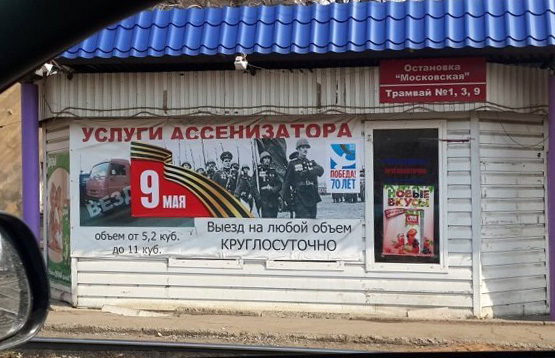 Остановка
"Московская"
Трамвай №1, 3, 9
УСЛУГИ АССЕНИЗАТОРА
9 МАЯ
ПОБЕДА!
70 ЛЕТ
объем от 5,2 куб.
до 11 куб.
Выезд на любой объем
КРУГЛОСУТОЧНО
НОВЫЕ
ВКУСЫ